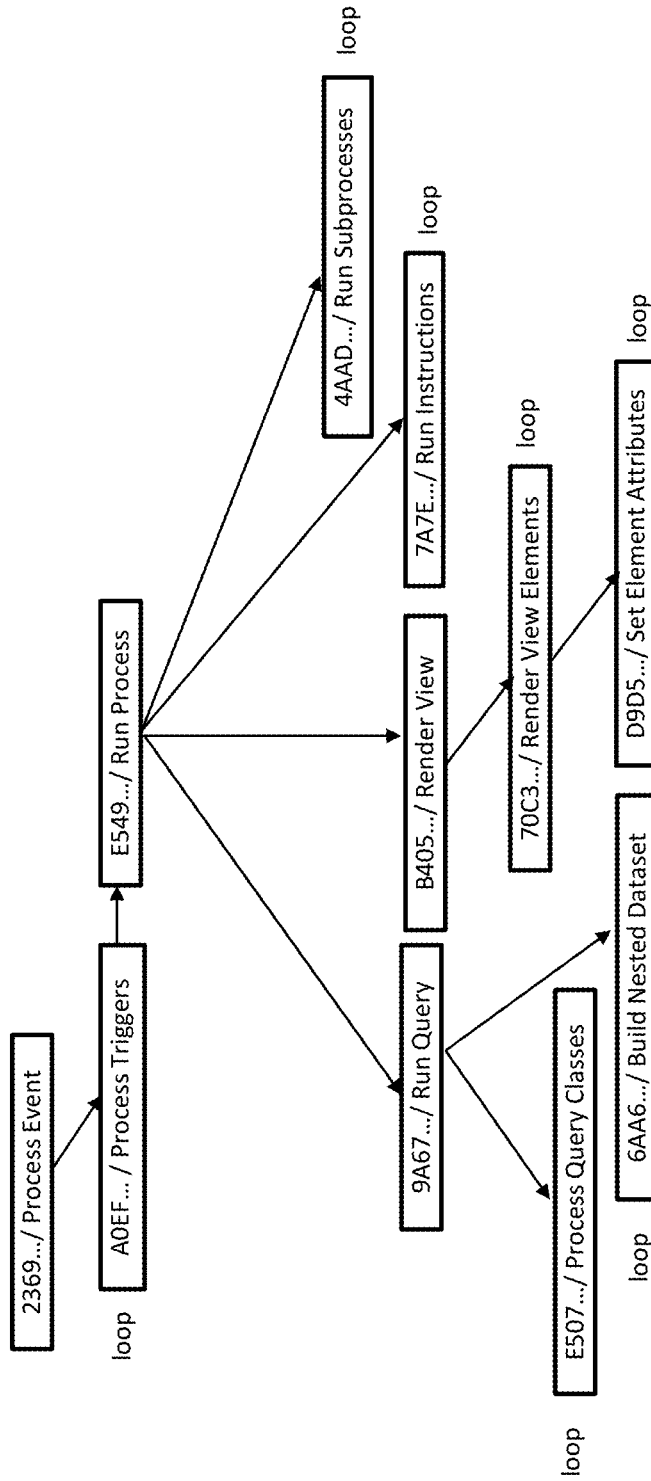 2369.../ Process Event
A0EF... / Process Triggers
loop
E549.../ Run Process
4AAD.../ Run Subprocesses
loop
9A67.../ Run Query
B405.../ Render View
7A7E.../ Run Instructions
loop
70C3.../ Render View Elements
loop
E507.../ Process Query Classes
loop
6AA6.../ Build Nested Dataset
loop
D9D5.../ Set Element Attributes
loop